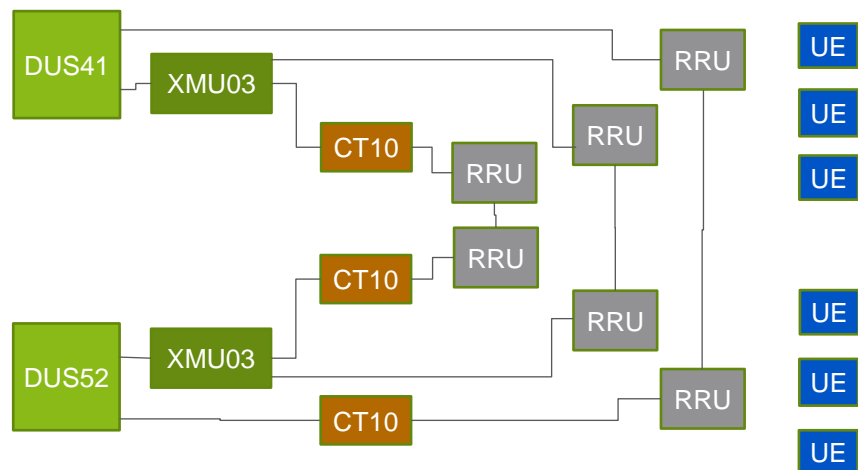 RRU
UE
DUS41
XMU03
UE
RRU
CT10
UE
RRU
RRU
CT10
UE
RRU
XMU03
DUS52
UE
RRU
CT10
UE